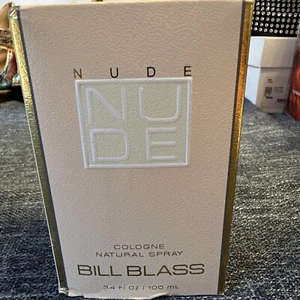 NUDE
NU
DE
COLOGNE
NATURAL SPRAY
BILL BLASS
3.4 Fl Oz / 100 mL